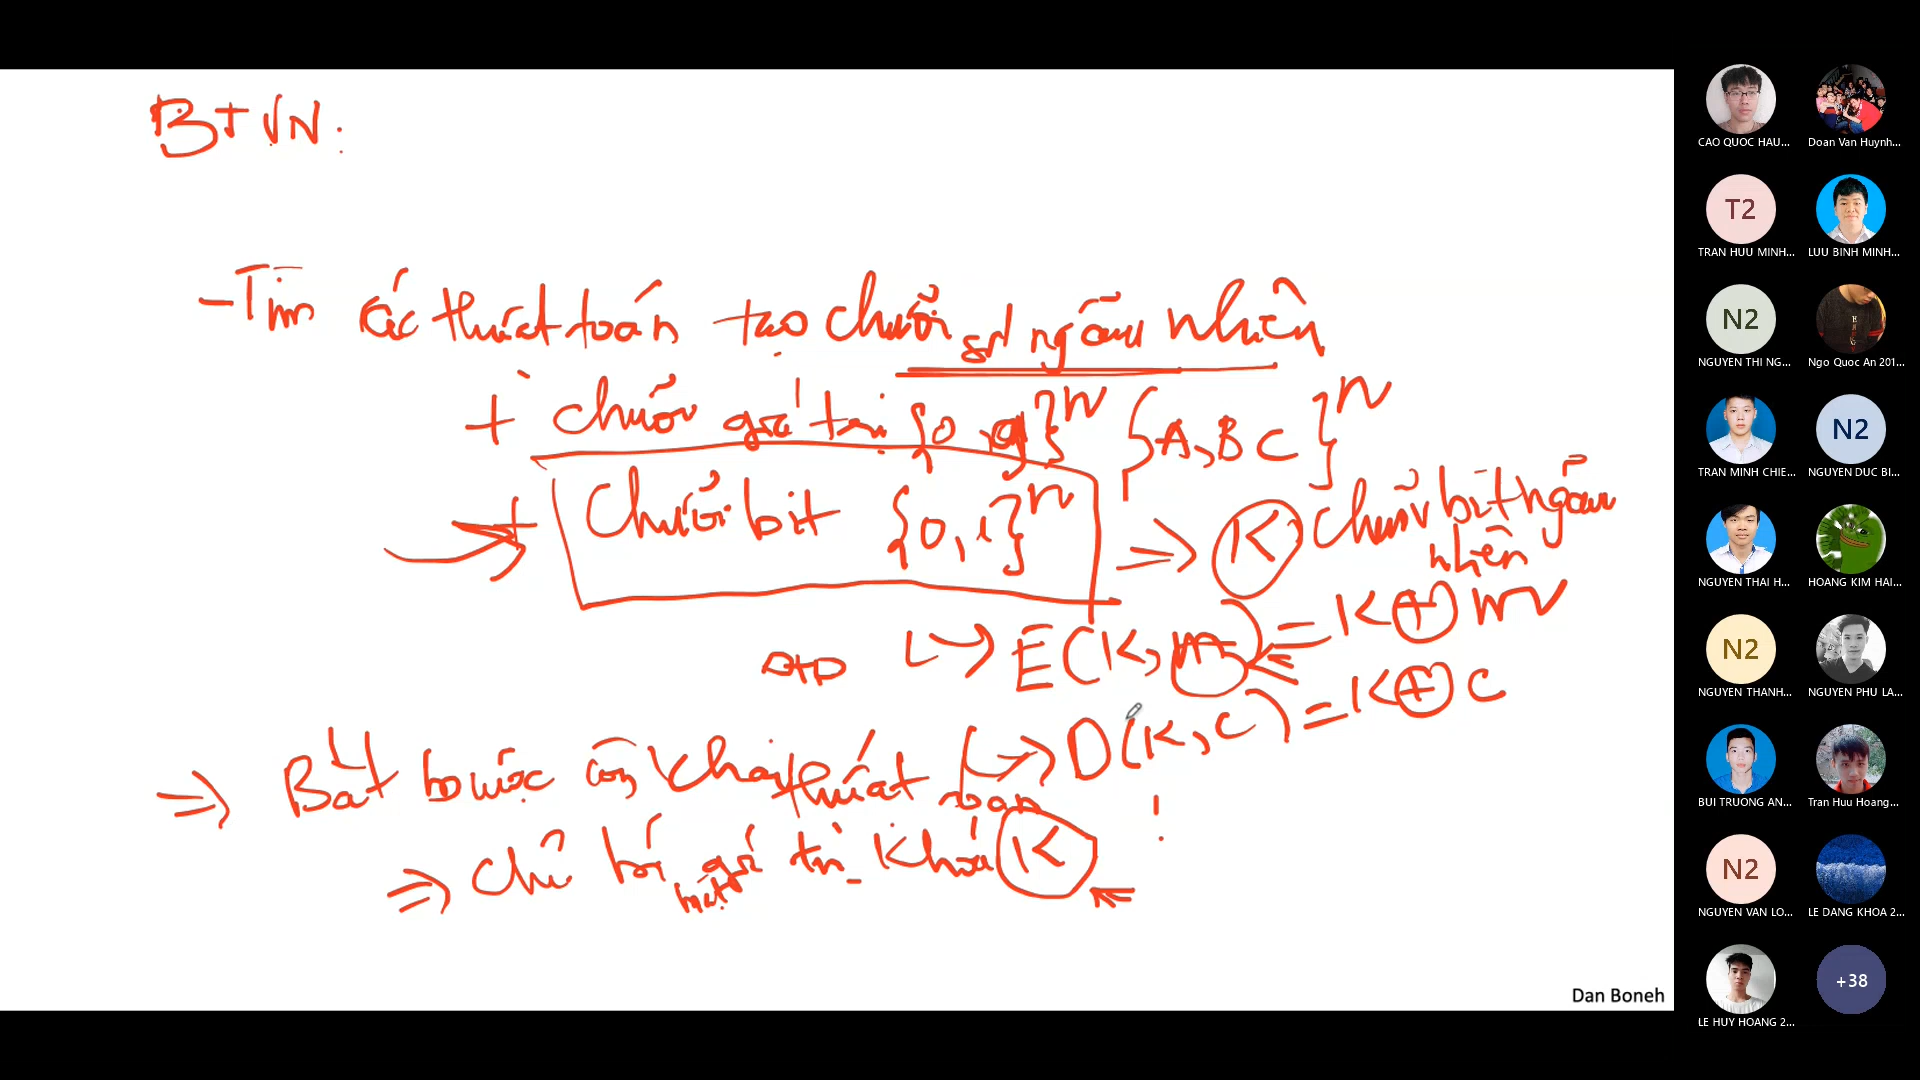 BTVN:
- Tìm các thuật toán tạo chuỗi số ngẫu nhiên
+ chuỗi giá trị {0,9}^n {A,B C}^n
+ Chuỗi bit {0,1}^n => K chuỗi bit ngẫu nhiên
↳ E(K, m) = K ⊕ m
OTP
↳ D(K, C) = K ⊕ C
=> Bắt buộc công khai thuật toán !
=> Chỉ bí mật giá trị khóa K ←
Dan Boneh
CAO QUOC HAU...
Doan Van Huynh...
T2
TRAN HUU MINH...
LUU BINH MINH...
N2
NGUYEN THI NG...
Ngo Quoc An 201...
TRAN MINH CHIE...
N2
NGUYEN DUC BI...
NGUYEN THAI H...
HOANG KIM HAI...
N2
NGUYEN THANH...
NGUYEN PHU LA...
BUI TRUONG AN...
Tran Huu Hoang...
N2
NGUYEN VAN LO...
LE DANG KHOA 2...
LE HUY HOANG 2...
+38